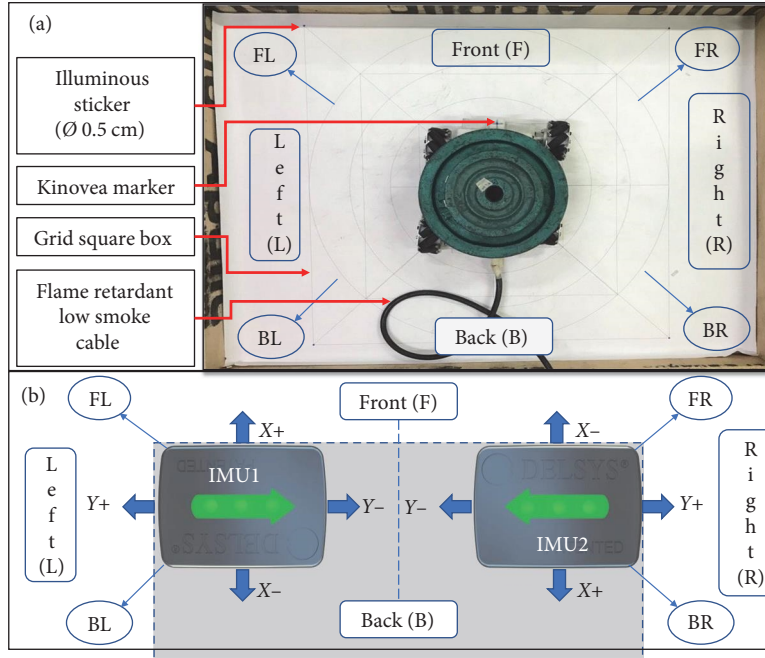 (a)
Illuminous
sticker
(Ø 0.5 cm)
Kinovea marker
Grid square box
Flame retardant
low smoke
cable
FL
Front (F)
FR
L
e
f
t
(L)
R
i
g
h
t
(R)
BL
Back (B)
BR
(b)
FL
Front (F)
FR
L
e
f
t
(L)
X+
X–
R
i
g
h
t
(R)
IMU1
DELSYS®
Y+
Y–
Y–
Y+
DELSYS®
IMU2
X–
X+
BL
Back (B)
BR